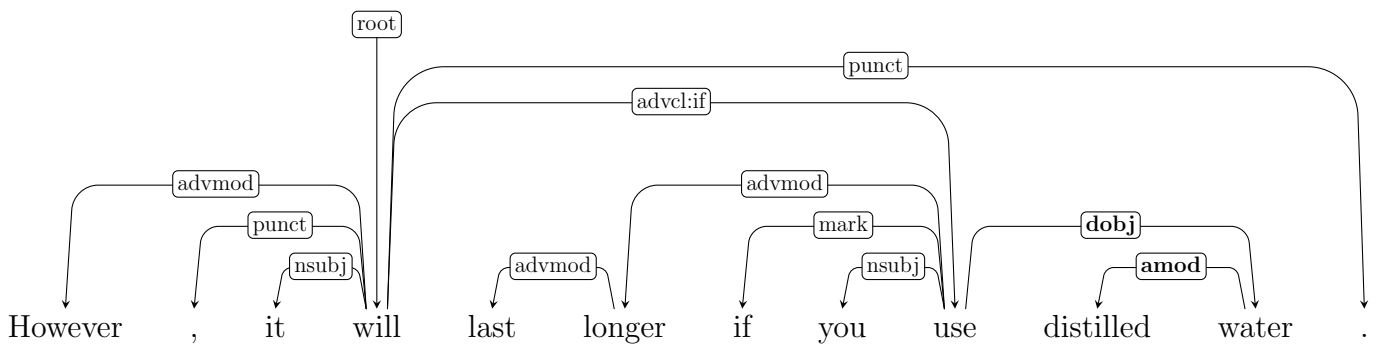 root
punct
advcl:if
advmod advmod
punct mark dobj
nsubj advmod nsubj amod
However , it will last longer if you use distilled water .